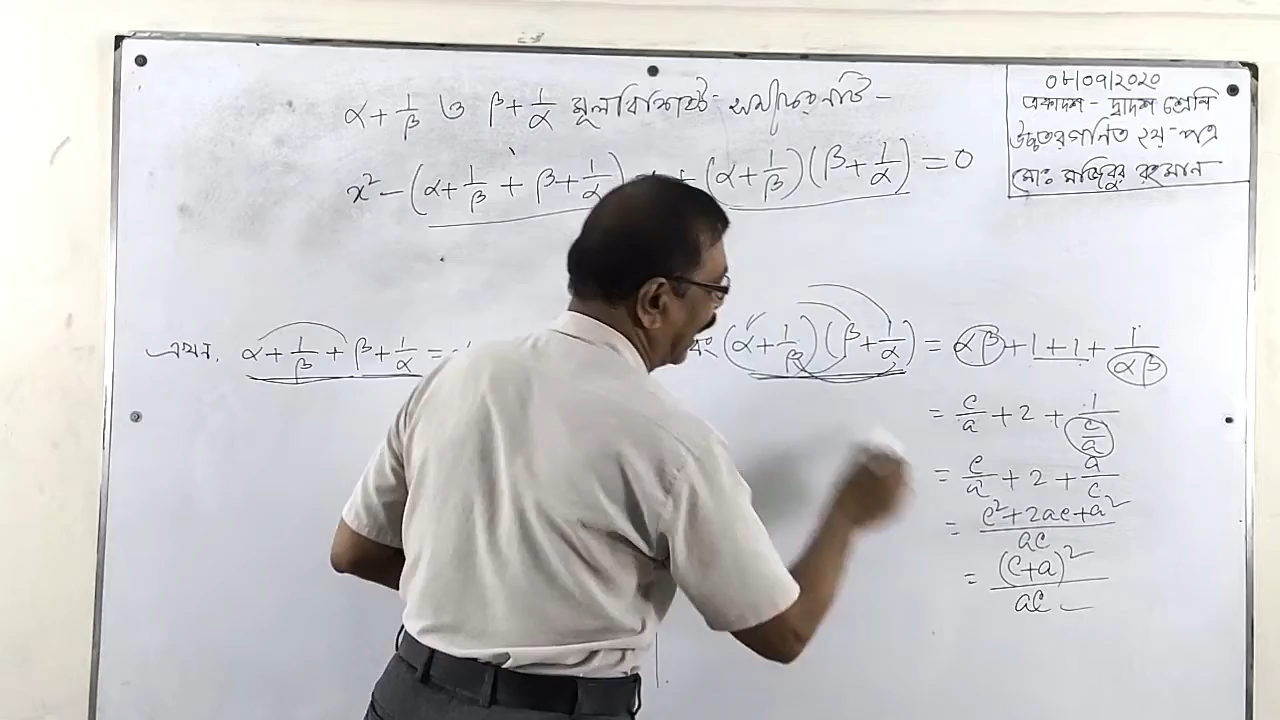 α + 1/β ও β + 1/α মূলবিশিষ্ট সমীকরণটি -
x² - (α + 1/β + β + 1/α) + (α + 1/β)(β + 1/α) = 0
০৮/০৭/২০২০
একাদশ - দ্বাদশ শ্রেণি
উচ্চতর গণিত ২য় - পত্র
মোঃ মজিবুর রহমান
এখন, α + 1/β + β + 1/α =
(α + 1/β)(β + 1/α) = αβ + 1 + 1 + 1/αβ
= c/a + 2 + 1/(c/a)
= c/a + 2 + a/c
= (c² + 2ac + a²)/ac
= (c+a)²/ac